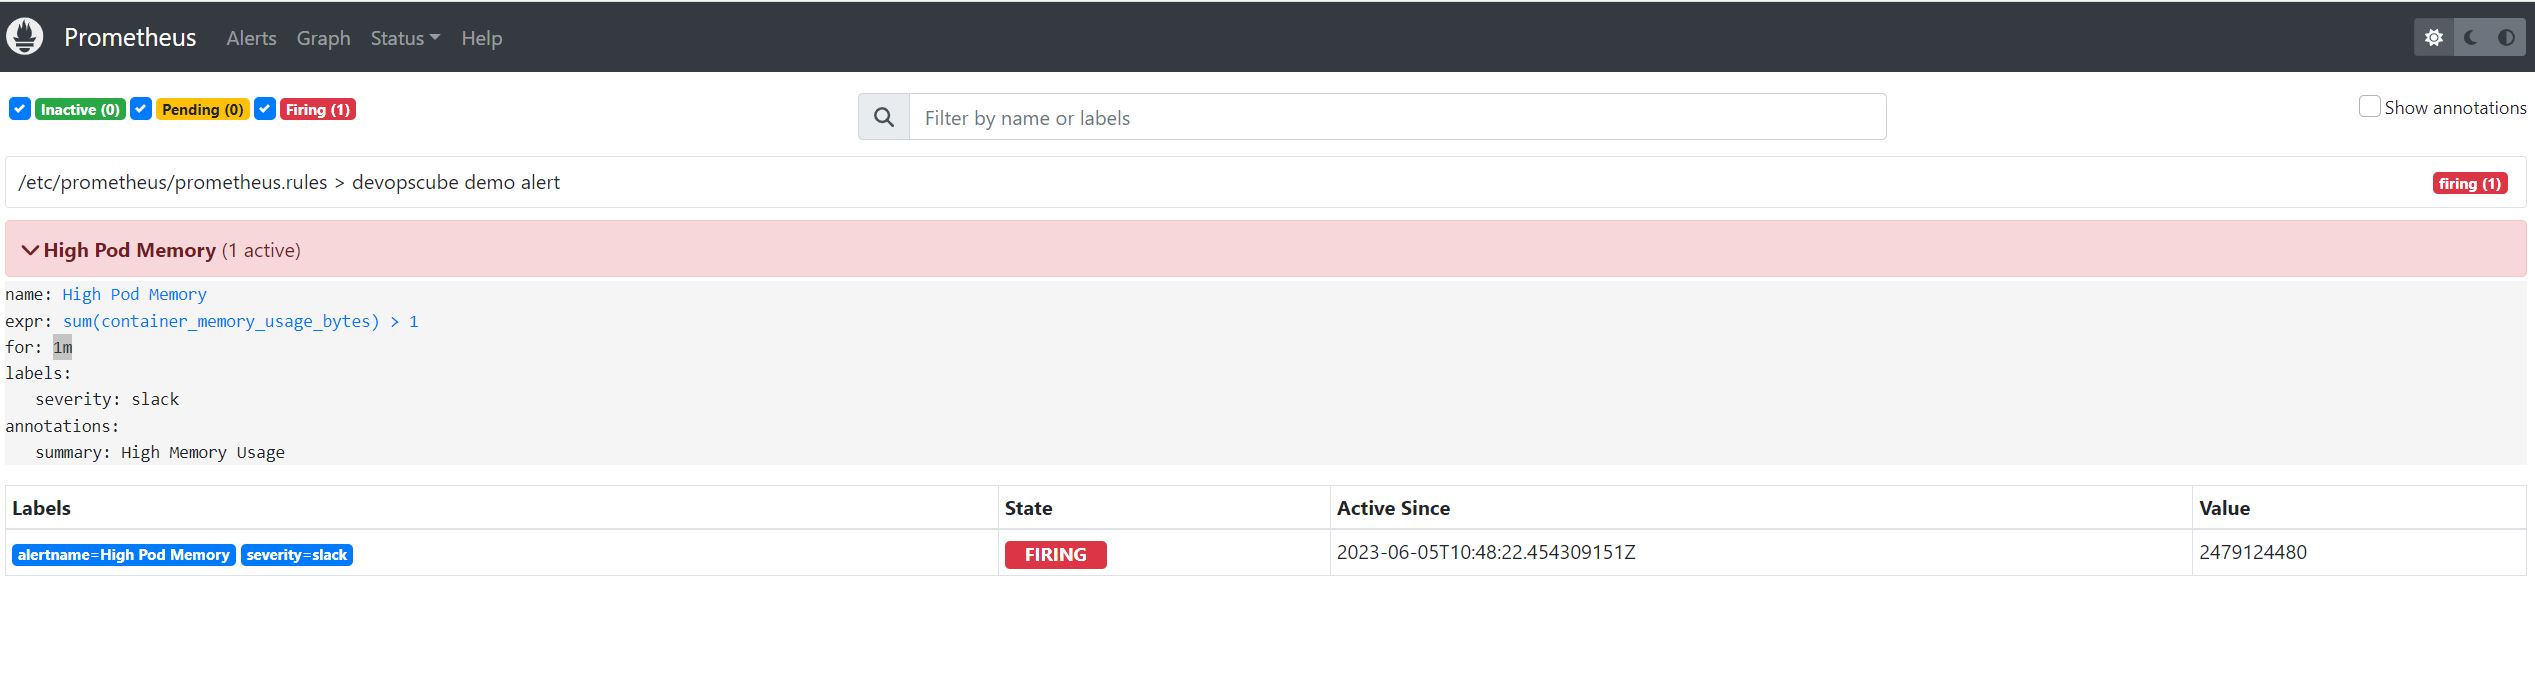 Prometheus Alerts Graph Status Help
Inactive (0) Pending (0) Firing (1) Filter by name or labels Show annotations
/etc/prometheus/prometheus.rules > devopscube demo alert firing (1)
High Pod Memory (1 active)
name: High Pod Memory
expr: sum(container_memory_usage_bytes) > 1
for: 1m
labels:
severity: slack
annotations:
summary: High Memory Usage
Labels State Active Since Value
alertname=High Pod Memory severity=slack FIRING 2023-06-05T10:48:22.454309151Z 2479124480